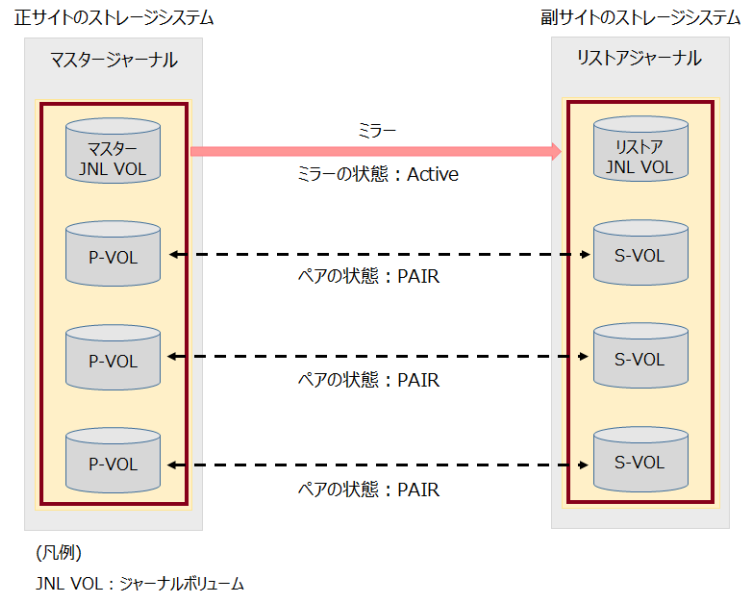 正サイトのストレージシステム
副サイトのストレージシステム
マスタージャーナル
リストアジャーナル
マスター
JNL VOL
ミラー
ミラーの状態：Active
リストア
JNL VOL
P-VOL
ペアの状態：PAIR
S-VOL
P-VOL
ペアの状態：PAIR
S-VOL
P-VOL
ペアの状態：PAIR
S-VOL
(凡例)
JNL VOL：ジャーナルボリューム